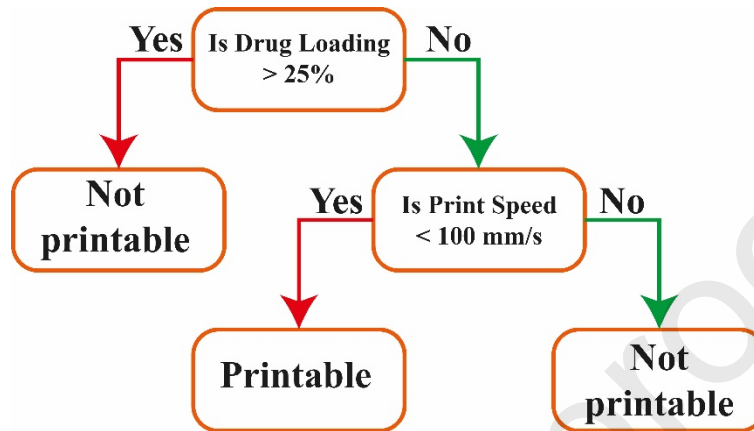 Yes
Is Drug Loading
> 25%
No
Not
printable
Yes
Is Print Speed
< 100 mm/s
No
Printable
Not
printable